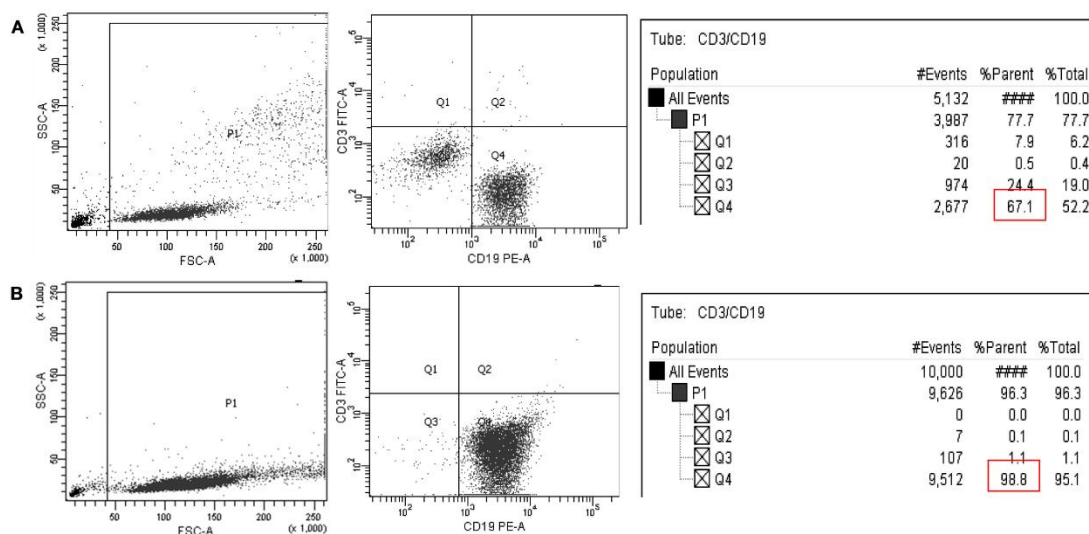 A
(x 1,000)
250
200
150
100
50
SSC-A
P1
50 100 150 200 250
FSC-A
(x 1,000)
10^5
10^4
10^3
10^2
CD3 FITC-A
Q1 Q2
Q4
10^2 10^3 10^4 10^5
CD19 PE-A
Tube: CD3/CD19
Population #Events %Parent %Total
All Events 5,132 #### 100.0
P1 3,987 77.7 77.7
Q1 316 7.9 6.2
Q2 20 0.5 0.4
Q3 974 24.4 19.0
Q4 2,677 67.1 52.2
B
(x 1,000)
250
200
150
100
50
SSC-A
P1
50 100 150 200 250
FSC-A
(x 1,000)
10^5
10^4
10^3
10^2
CD3 FITC-A
Q1 Q2
Q3
10^2 10^3 10^4 10^5
CD19 PE-A
Tube: CD3/CD19
Population #Events %Parent %Total
All Events 10,000 #### 100.0
P1 9,626 96.3 96.3
Q1 0 0.0 0.0
Q2 7 0.1 0.1
Q3 107 1.1 1.1
Q4 9,512 98.8 95.1